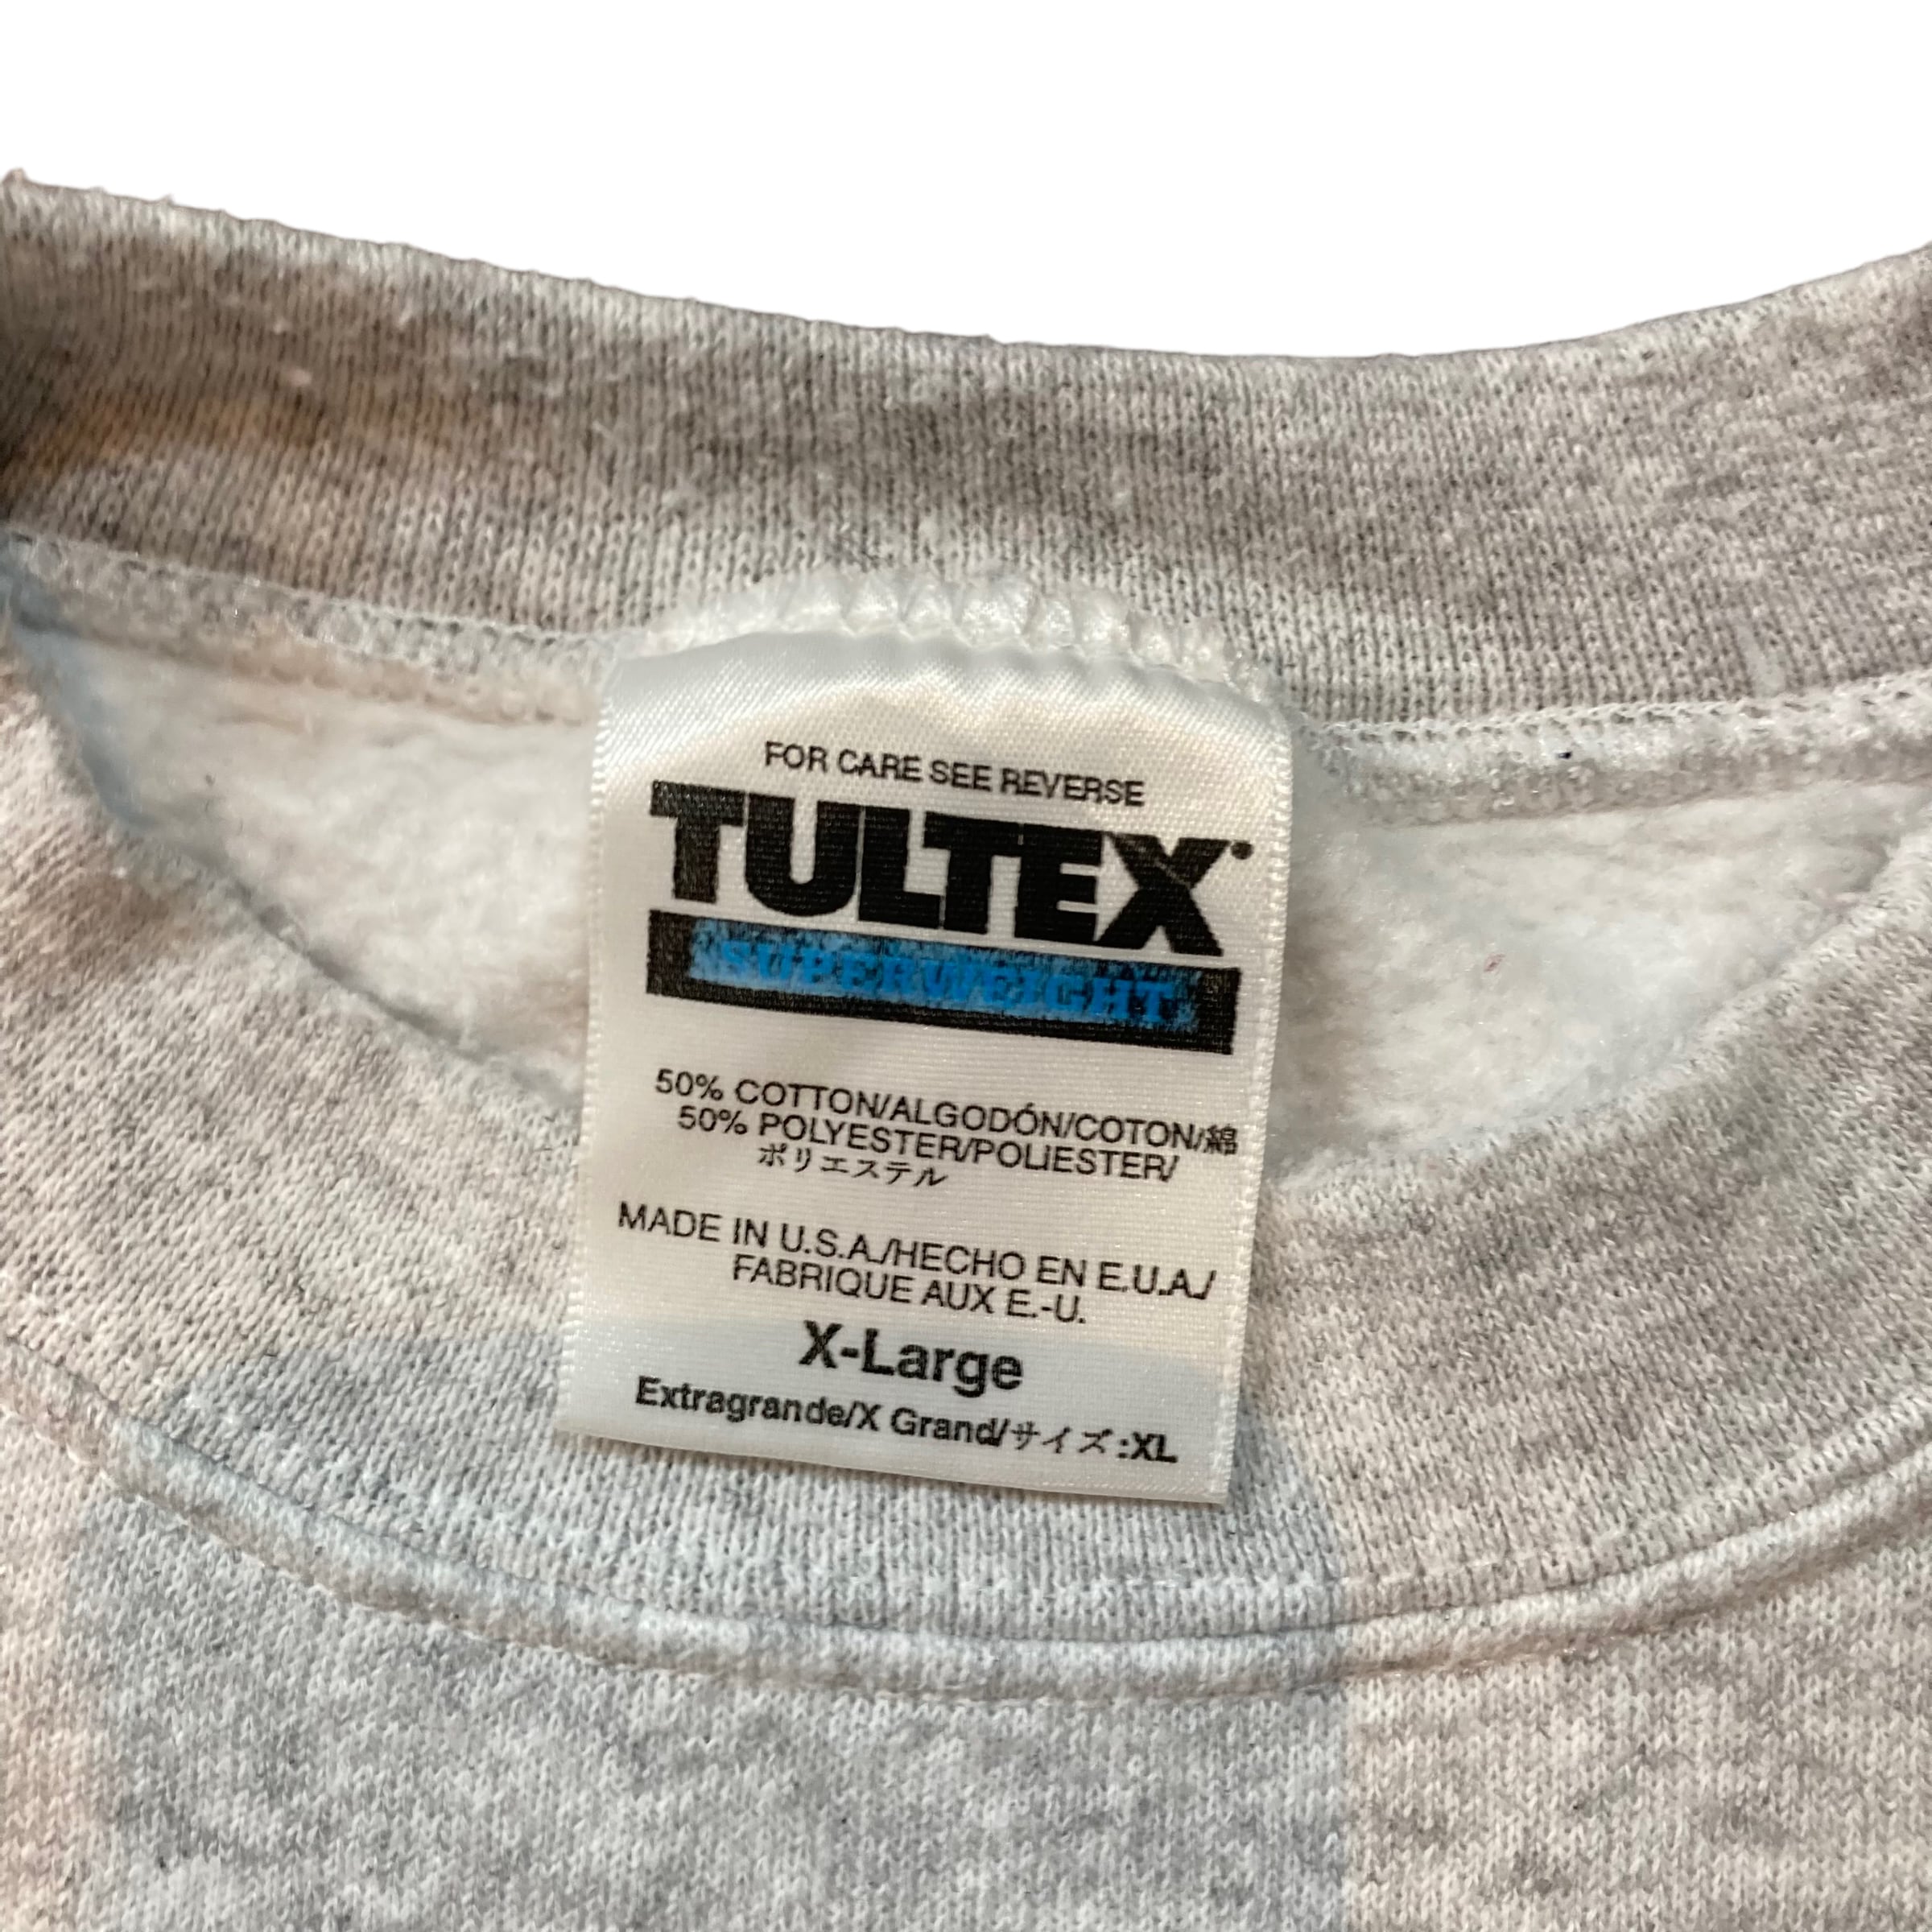 FOR CARE SEE REVERSE
TULTEX
SUPERWEIGHT
50% COTTON/ALGODÓN/COTON/綿
50% POLYESTER/POLIESTER/
ポリエステル
MADE IN U.S.A./HECHO EN E.U.A./
FABRIQUE AUX E.-U.
X-Large
Extragrande/X Grand/サイズ:XL